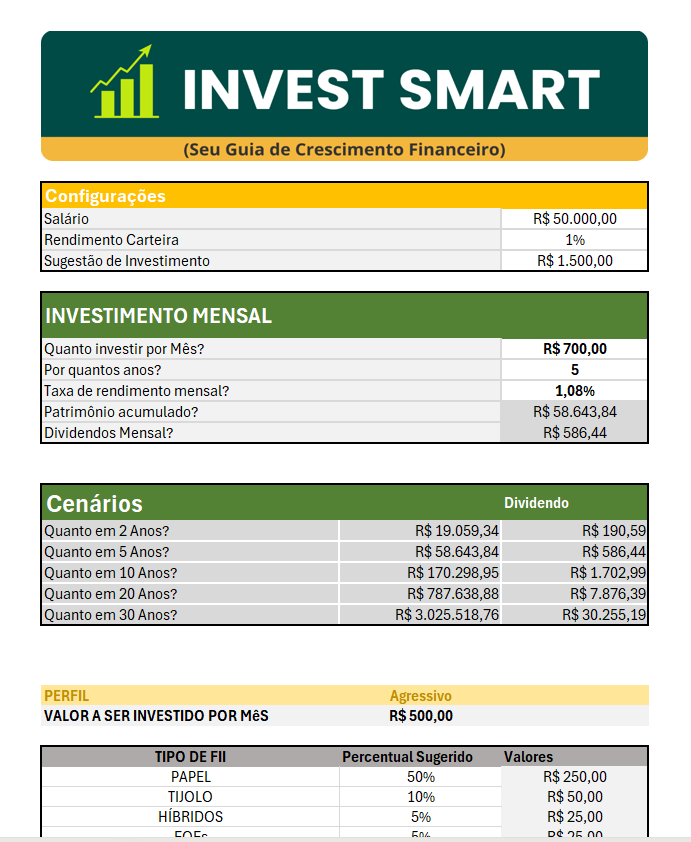 INVEST SMART
(Seu Guia de Crescimento Financeiro)
Configurações
Salário R$ 50.000,00
Rendimento Carteira 1%
Sugestão de Investimento R$ 1.500,00
INVESTIMENTO MENSAL
Quanto investir por Mês? R$ 700,00
Por quantos anos? 5
Taxa de rendimento mensal? 1,08%
Patrimônio acumulado? R$ 58.643,84
Dividendos Mensal? R$ 586,44
Cenários Dividendo
Quanto em 2 Anos? R$ 19.059,34 R$ 190,59
Quanto em 5 Anos? R$ 58.643,84 R$ 586,44
Quanto em 10 Anos? R$ 170.298,95 R$ 1.702,99
Quanto em 20 Anos? R$ 787.638,88 R$ 7.876,39
Quanto em 30 Anos? R$ 3.025.518,76 R$ 30.255,19
PERFIL Agressivo
VALOR A SER INVESTIDO POR MêS R$ 500,00
TIPO DE FII Percentual Sugerido Valores
PAPEL 50% R$ 250,00
TIJOLO 10% R$ 50,00
HÍBRIDOS 5% R$ 25,00
FOFs 5% R$ 25,00